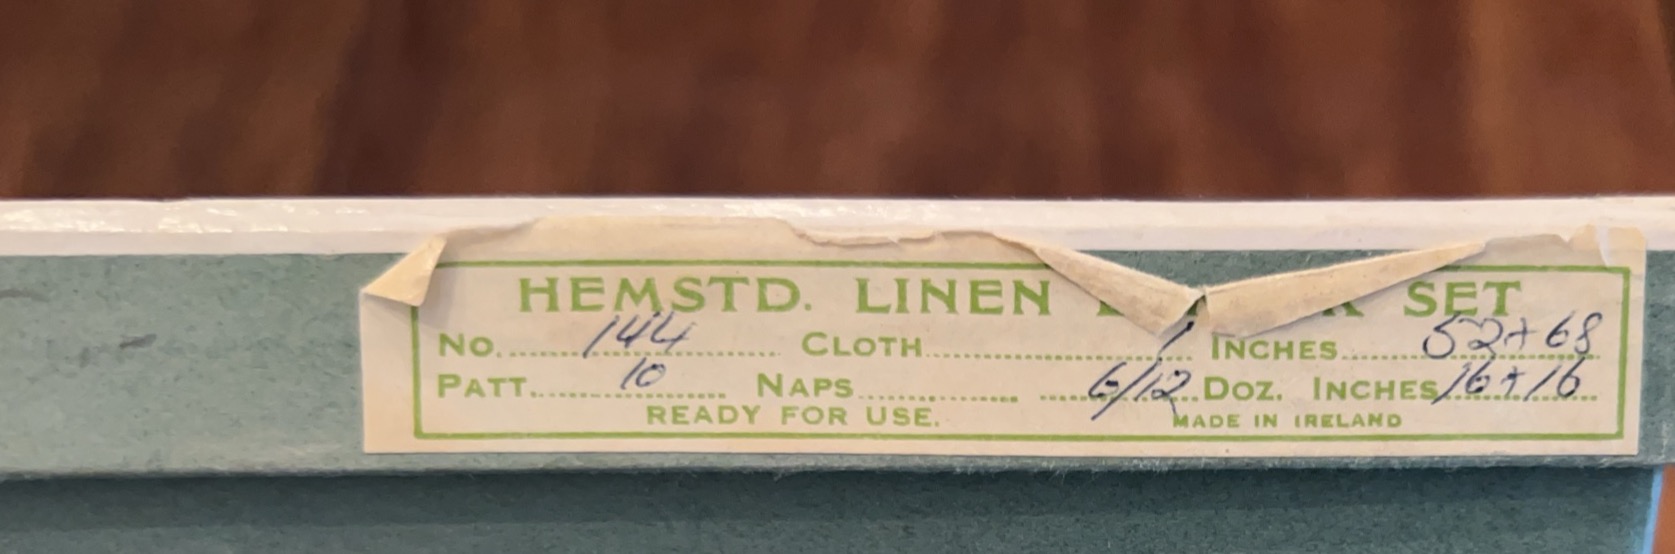 HEMSTD. LINEN SET
No. 144 CLOTH 1 INCHES 52+68
PATT. 10 NAPS 6/12 DOZ. INCHES 16+16
READY FOR USE. MADE IN IRELAND